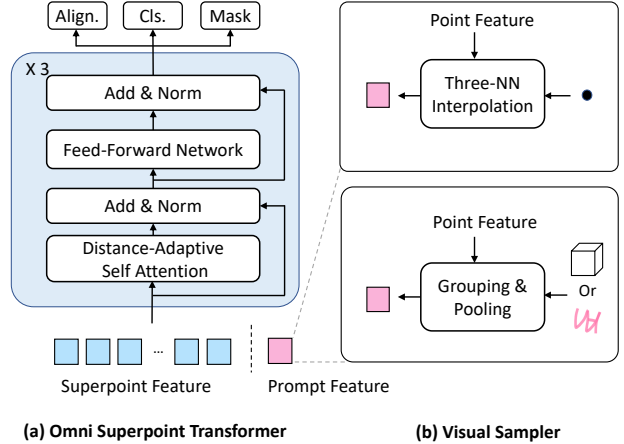 Align.
Cls.
Mask
X 3
Add & Norm
Feed-Forward Network
Add & Norm
Distance-Adaptive
Self Attention
...
Superpoint Feature
Prompt Feature
(a) Omni Superpoint Transformer
Point Feature
Three-NN
Interpolation
Point Feature
Grouping &
Pooling
Or
(b) Visual Sampler